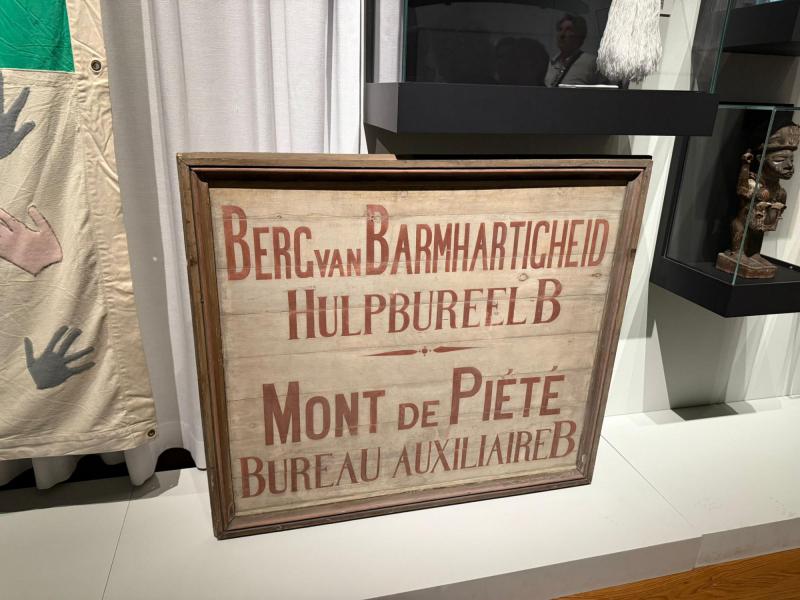 BERG VAN BARMHARTIGHEID
HULPBUREEL B
MONT DE PIÉTÉ
BUREAU AUXILIAIRE B